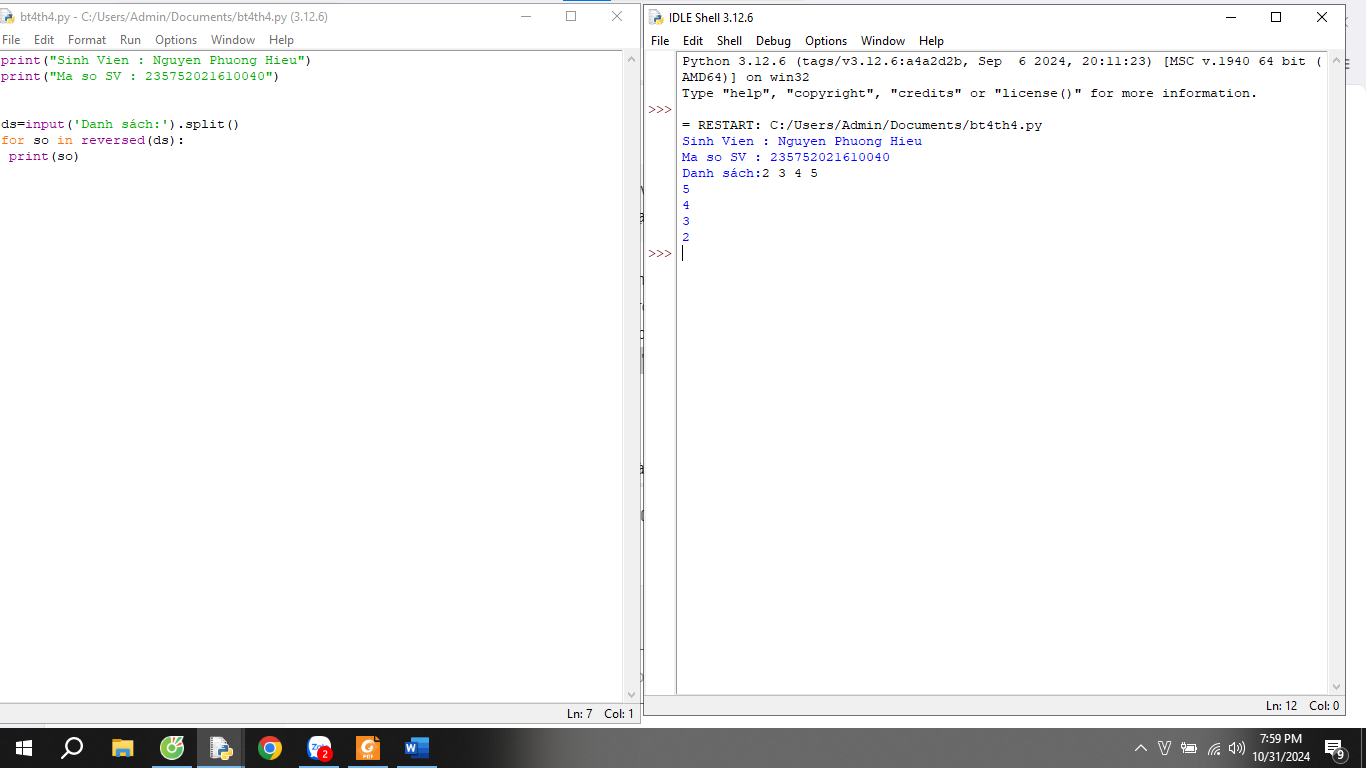 bt4th4.py - C:/Users/Admin/Documents/bt4th4.py (3.12.6)
File Edit Format Run Options Window Help
print("Sinh Vien : Nguyen Phuong Hieu")
print("Ma so SV : 235752021610040")
ds=input('Danh sách:').split()
for so in reversed(ds):
 print(so)
Ln: 7 Col: 1
IDLE Shell 3.12.6
File Edit Shell Debug Options Window Help
Python 3.12.6 (tags/v3.12.6:a4a2d2b, Sep  6 2024, 20:11:23) [MSC v.1940 64 bit (
AMD64)] on win32
Type "help", "copyright", "credits" or "license()" for more information.
>>>
= RESTART: C:/Users/Admin/Documents/bt4th4.py
Sinh Vien : Nguyen Phuong Hieu
Ma so SV : 235752021610040
Danh sách:2 3 4 5
5
4
3
2
>>>
Ln: 12 Col: 0
Zalo
2
PDF
W
V
7:59 PM
10/31/2024
9